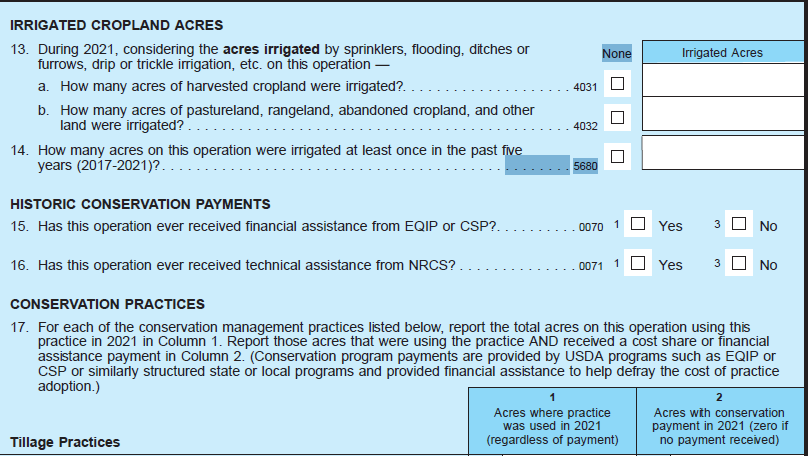 IRRIGATED CROPLAND ACRES
13. During 2021, considering the acres irrigated by sprinklers, flooding, ditches or
furrows, drip or trickle irrigation, etc. on this operation —
None
Irrigated Acres
a. How many acres of harvested cropland were irrigated?. . . . . . . . . . . . . . . . . . . . 4031
b. How many acres of pastureland, rangeland, abandoned cropland, and other
land were irrigated? . . . . . . . . . . . . . . . . . . . . . . . . . . . . . . . . . . . . . . . . . . . . . 4032
14. How many acres on this operation were irrigated at least once in the past five
years (2017-2021)?. . . . . . . . . . . . . . . . . . . . . . . . . . . . . . . . . . . . . . . . . . . . . . . . 5680
HISTORIC CONSERVATION PAYMENTS
15. Has this operation ever received financial assistance from EQIP or CSP?. . . . . . . . . . 0070 1 Yes 3 No
16. Has this operation ever received technical assistance from NRCS? . . . . . . . . . . . . . . 0071 1 Yes 3 No
CONSERVATION PRACTICES
17. For each of the conservation management practices listed below, report the total acres on this operation using this
practice in 2021 in Column 1. Report those acres that were using the practice AND received a cost share or financial
assistance payment in Column 2. (Conservation program payments are provided by USDA programs such as EQIP or
CSP or similarly structured state or local programs and provided financial assistance to help defray the cost of practice
adoption.)
1
Acres where practice
was used in 2021
(regardless of payment)
2
Acres with conservation
payment in 2021 (zero if
no payment received)
Tillage Practices